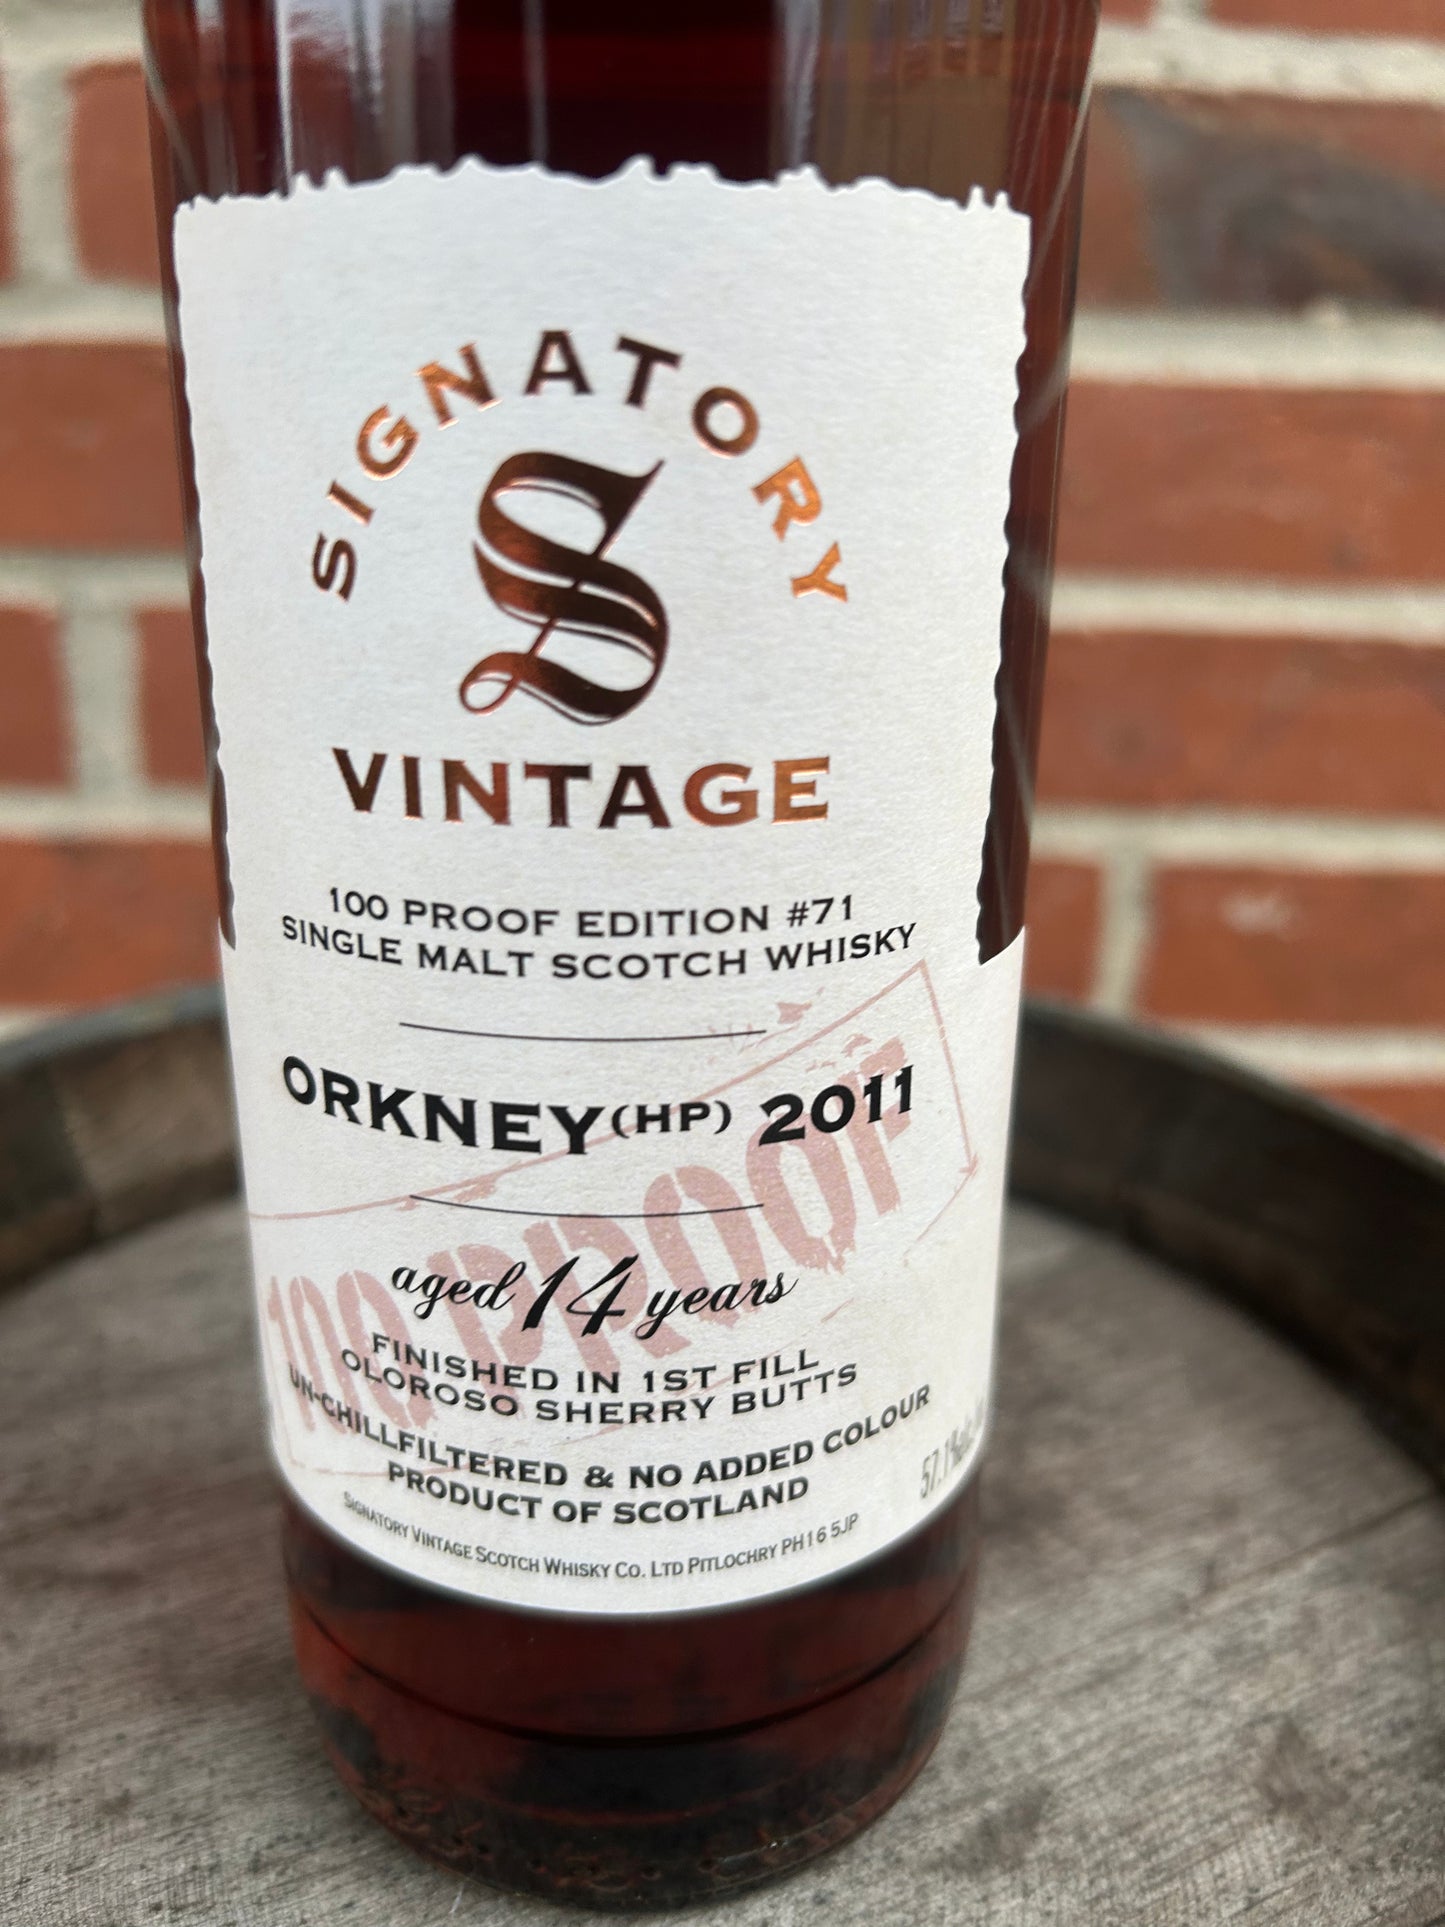 SIGNATORY
S
VINTAGE
100 PROOF EDITION #71
SINGLE MALT SCOTCH WHISKY
ORKNEY (HP) 2011
100 PROOF
aged 14 years
FINISHED IN 1ST FILL
OLOROSO SHERRY BUTTS
UN-CHILLFILTERED & NO ADDED COLOUR
PRODUCT OF SCOTLAND
57.1%
SIGNATORY VINTAGE SCOTCH WHISKY CO. LTD PITLOCHRY PH16 5JP